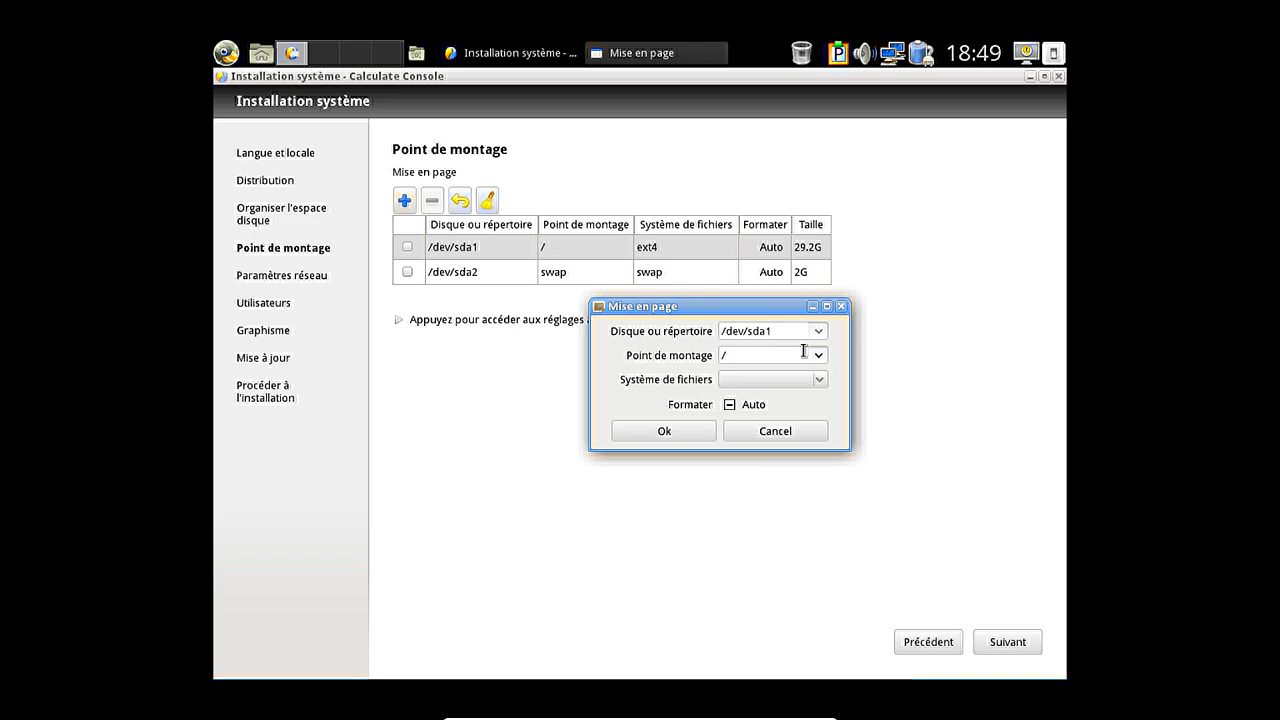 Installation système - ...
Mise en page
P
18:49
Installation système - Calculate Console
Installation système
Langue et locale
Distribution
Organiser l'espace
disque
Point de montage
Paramètres réseau
Utilisateurs
Graphisme
Mise à jour
Procéder à
l'installation
Point de montage
Mise en page
Disque ou répertoire Point de montage Système de fichiers Formater Taille
/dev/sda1 / ext4 Auto 29.2G
/dev/sda2 swap swap Auto 2G
Appuyez pour accéder aux réglages
Mise en page
Disque ou répertoire /dev/sda1
Point de montage /
Système de fichiers
Formater Auto
Ok Cancel
Précédent Suivant